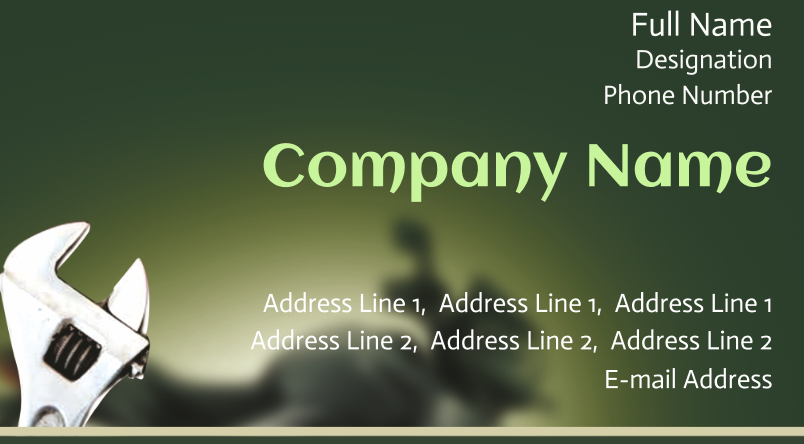 Full Name
Designation
Phone Number
Company Name
Address Line 1,  Address Line 1,  Address Line 1
Address Line 2,  Address Line 2,  Address Line 2
E-mail Address